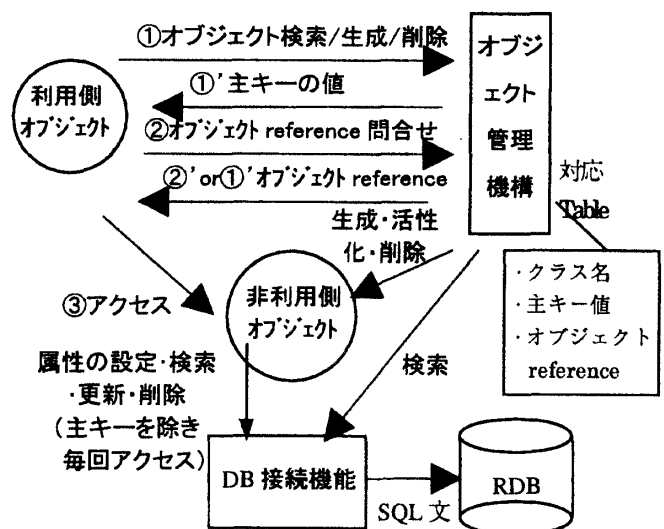 ①オブジェクト検索/生成/削除
オブジ
ェクト
管理
機構
①'主キーの値
利用側
オブジェクト
②オブジェクト reference 問合せ
②'or①'オブジェクト reference
対応
Table
生成・活性
化・削除
・クラス名
・主キー値
・オブジェクト
reference
③アクセス
非利用側
オブジェクト
属性の設定・検索
・更新・削除
(主キーを除き
毎回アクセス)
検索
DB 接続機能
SQL 文
RDB